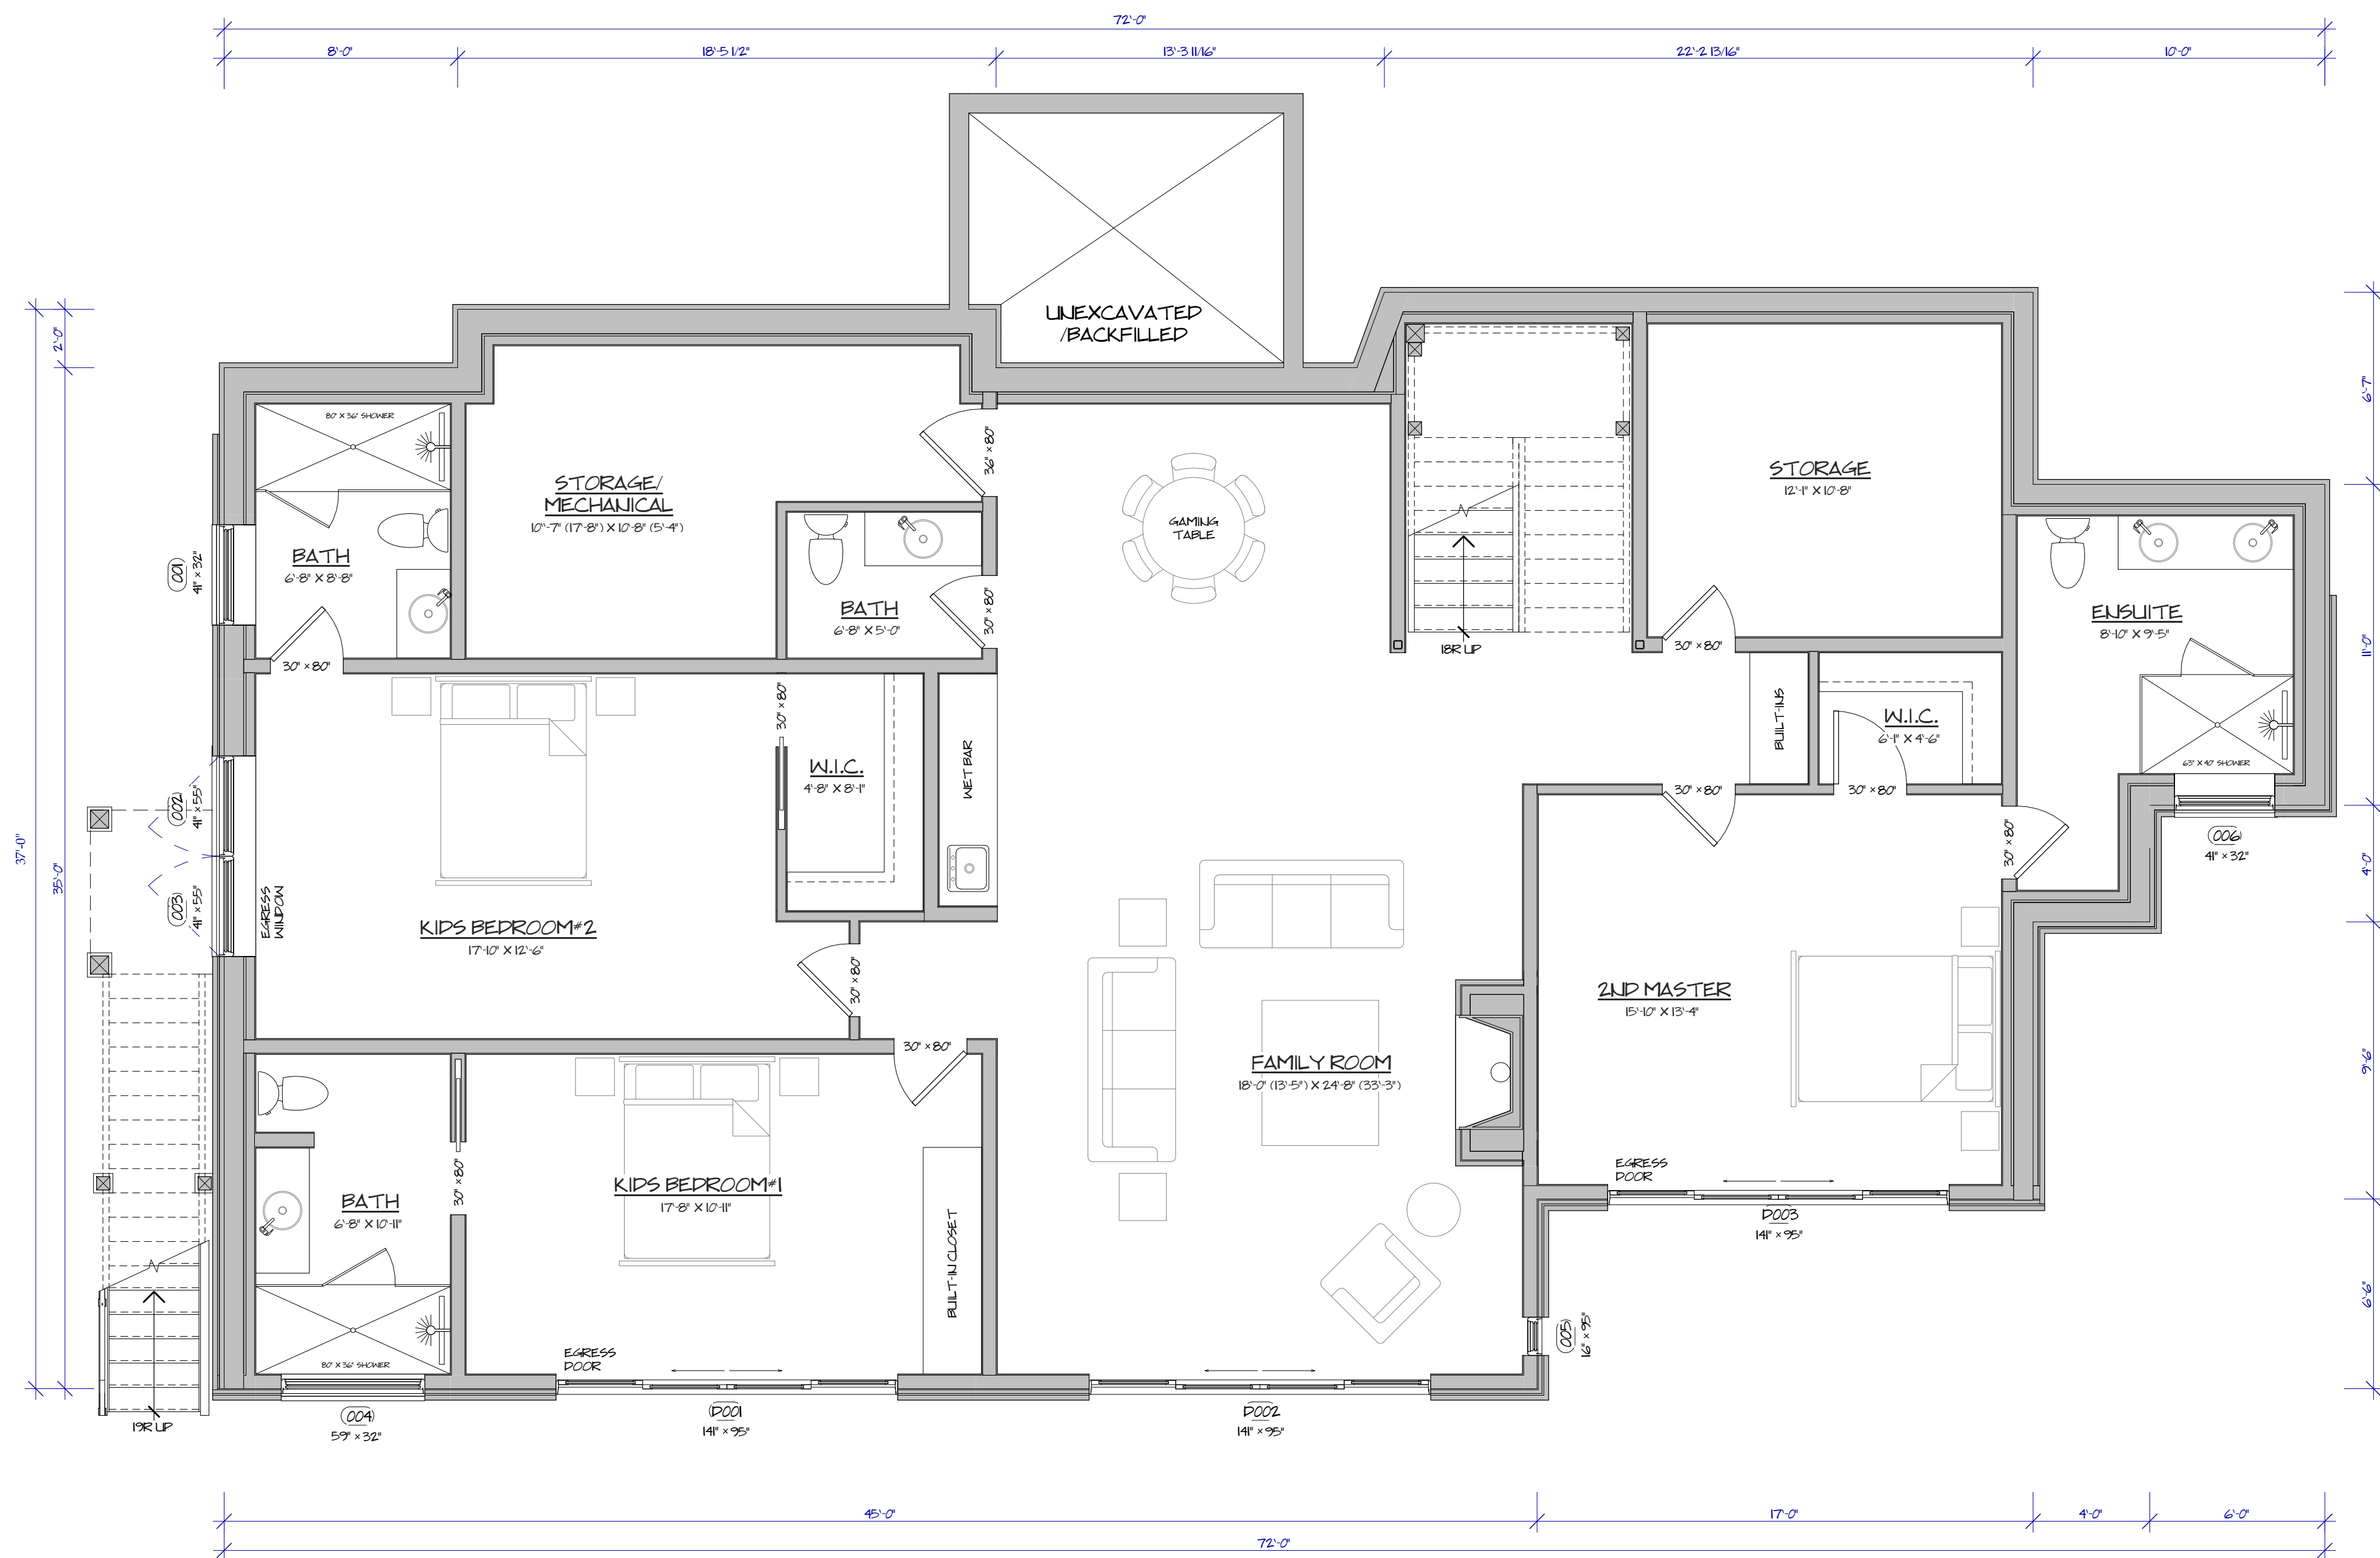 72'-0"
8'-0"
18'-5 1/2"
13'-3 11/16"
22'-2 13/16"
10'-0"
UNEXCAVATED
/BACKFILLED
2'-0"
37'-0"
35'-0"
6'-7"
11'-0"
4'-0"
9'-6"
6'-6"
80" X 36" SHOWER
BATH
6'-8" X 8'-8"
001
41" x 32"
30" x 80"
STORAGE/
MECHANICAL
10'-7" (17'-8") X 10'-8" (5'-4")
36" x 80"
BATH
6'-8" X 5'-0"
30" x 80"
GAMING
TABLE
18R UP
STORAGE
12'-1" X 10'-8"
30" x 80"
ENSUITE
8'-10" X 9'-5"
63" X 40" SHOWER
006
41" x 32"
BUILT-INS
W.I.C.
6'-1" X 4'-6"
30" x 80"
30" x 80"
30" x 80"
002
41" x 55"
003
41" x 55"
EGRESS
WINDOW
KIDS BEDROOM#2
17'-10" X 12'-6"
30" x 80"
W.I.C.
4'-8" X 8'-1"
WET BAR
30" x 80"
30" x 80"
2ND MASTER
15'-10" X 13'-4"
FAMILY ROOM
18'-0" (13'-5") X 24'-8" (33'-3")
EGRESS
DOOR
D003
141" x 95"
BATH
6'-8" X 10'-11"
30" x 80"
80" X 36" SHOWER
KIDS BEDROOM#1
17'-8" X 10'-11"
BUILT-IN CLOSET
EGRESS
DOOR
005
16" x 95"
19R UP
004
59" x 32"
D001
141" x 95"
D002
141" x 95"
45'-0"
17'-0"
4'-0"
6'-0"
72'-0"